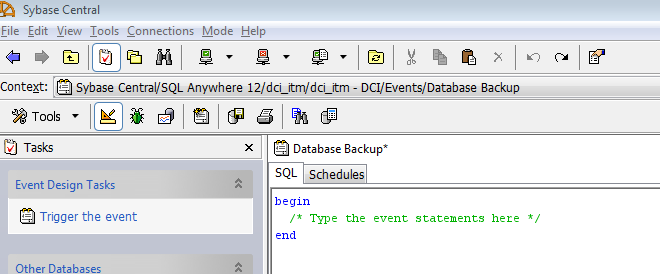 Sybase Central
File Edit View Tools Connections Mode Help
Context: Sybase Central/SQL Anywhere 12/dci_itm/dci_itm - DCI/Events/Database Backup
Tools
Tasks
Event Design Tasks
Trigger the event
Other Databases
Database Backup*
SQL Schedules
begin
/* Type the event statements here */
end